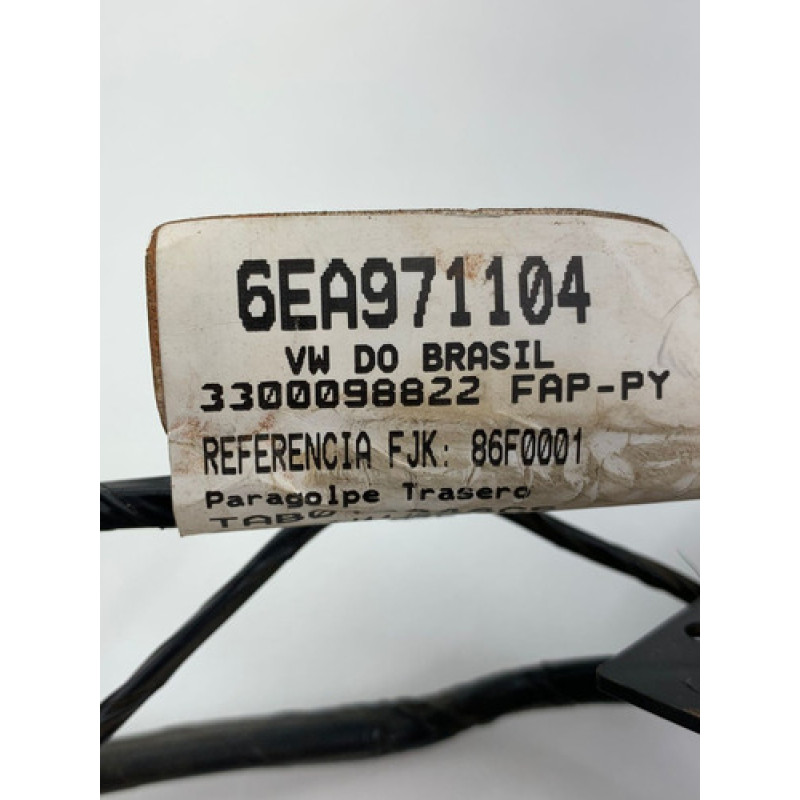 6EA971104
VW DO BRASIL
3300098822 FAP-PY
REFERENCIA FJK: 86F0001
Paragolpe Trasero